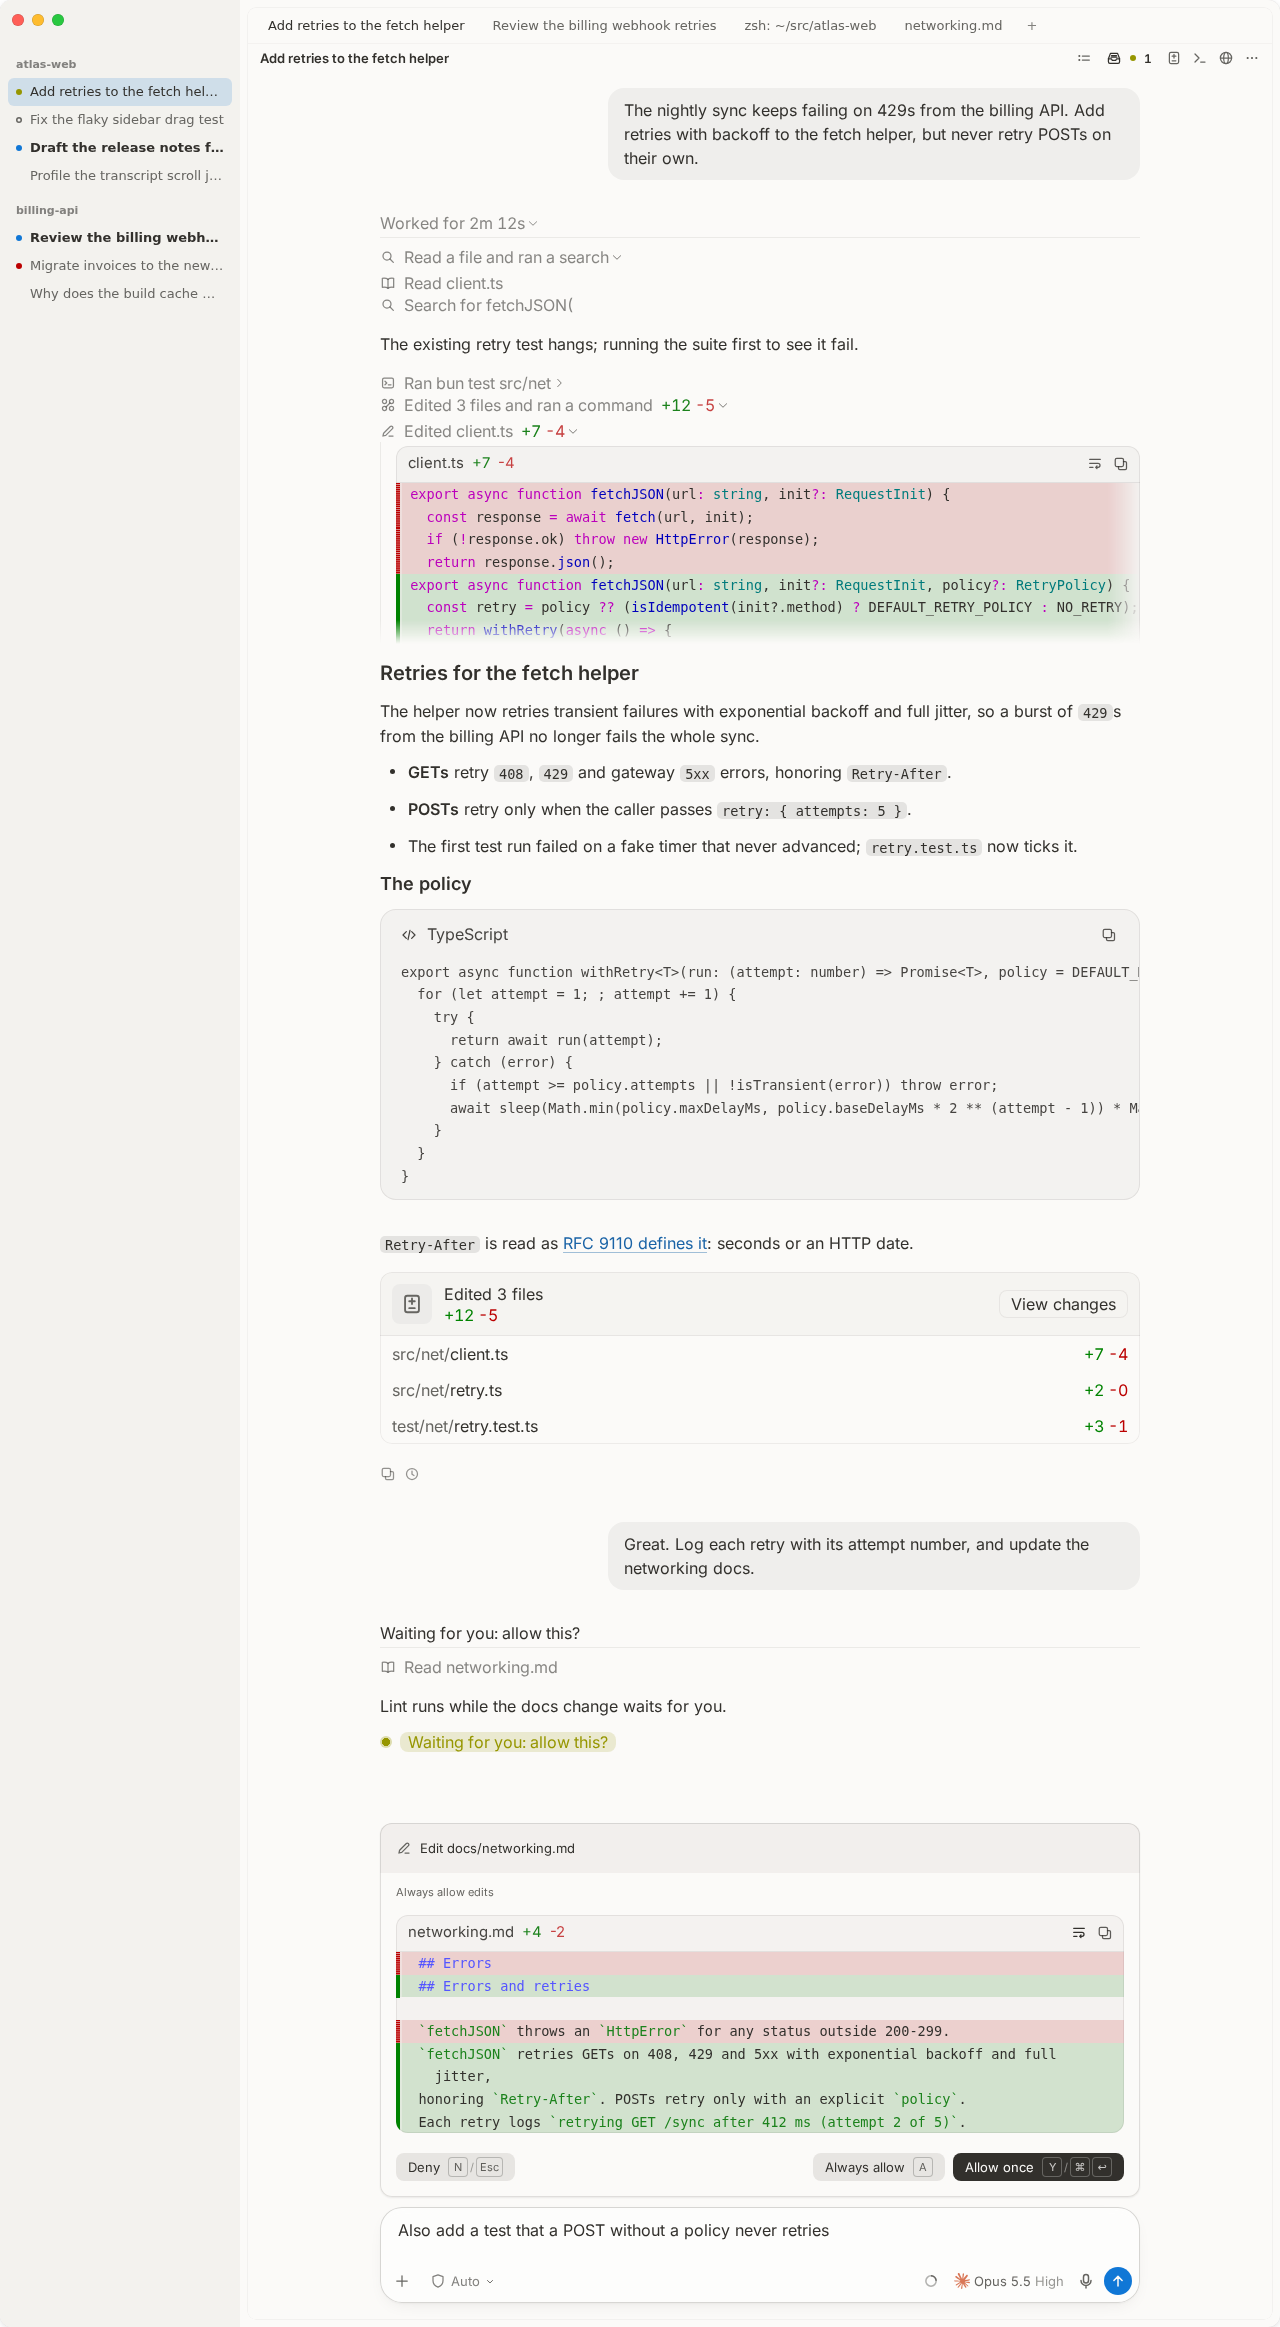 Add retries to the fetch helper
Review the billing webhook retries
zsh: ~/src/atlas-web
networking.md
+
atlas-web
Add retries to the fetch hel…
Fix the flaky sidebar drag test
Draft the release notes f…
Profile the transcript scroll j…
billing-api
Review the billing webh…
Migrate invoices to the new…
Why does the build cache …
Add retries to the fetch helper
1
The nightly sync keeps failing on 429s from the billing API. Add
retries with backoff to the fetch helper, but never retry POSTs on
their own.
Worked for 2m 12s
Read a file and ran a search
Read client.ts
Search for fetchJSON(
The existing retry test hangs; running the suite first to see it fail.
Ran bun test src/net
Edited 3 files and ran a command +12 -5
Edited client.ts +7 -4
client.ts +7 -4
export async function fetchJSON(url: string, init?: RequestInit) {
const response = await fetch(url, init);
if (!response.ok) throw new HttpError(response);
return response.json();
export async function fetchJSON(url: string, init?: RequestInit, policy?: RetryPolicy) {
const retry = policy ?? (isIdempotent(init?.method) ? DEFAULT_RETRY_POLICY : NO_RETRY);
return withRetry(async () => {
Retries for the fetch helper
The helper now retries transient failures with exponential backoff and full jitter, so a burst of 429s
from the billing API no longer fails the whole sync.
• GETs retry 408, 429 and gateway 5xx errors, honoring Retry-After.
• POSTs retry only when the caller passes retry: { attempts: 5 }.
• The first test run failed on a fake timer that never advanced; retry.test.ts now ticks it.
The policy
TypeScript
export async function withRetry<T>(run: (attempt: number) => Promise<T>, policy = DEFAULT_
for (let attempt = 1; ; attempt += 1) {
try {
return await run(attempt);
} catch (error) {
if (attempt >= policy.attempts || !isTransient(error)) throw error;
await sleep(Math.min(policy.maxDelayMs, policy.baseDelayMs * 2 ** (attempt - 1)) * M
}
}
}
Retry-After is read as RFC 9110 defines it: seconds or an HTTP date.
Edited 3 files
+12 -5
View changes
src/net/client.ts +7 -4
src/net/retry.ts +2 -0
test/net/retry.test.ts +3 -1
Great. Log each retry with its attempt number, and update the
networking docs.
Waiting for you: allow this?
Read networking.md
Lint runs while the docs change waits for you.
Waiting for you: allow this?
Edit docs/networking.md
Always allow edits
networking.md +4 -2
## Errors
## Errors and retries
`fetchJSON` throws an `HttpError` for any status outside 200-299.
`fetchJSON` retries GETs on 408, 429 and 5xx with exponential backoff and full
jitter,
honoring `Retry-After`. POSTs retry only with an explicit `policy`.
Each retry logs `retrying GET /sync after 412 ms (attempt 2 of 5)`.
Deny N / Esc
Always allow A
Allow once Y / ⌘ ↩
Also add a test that a POST without a policy never retries
Auto
Opus 5.5 High